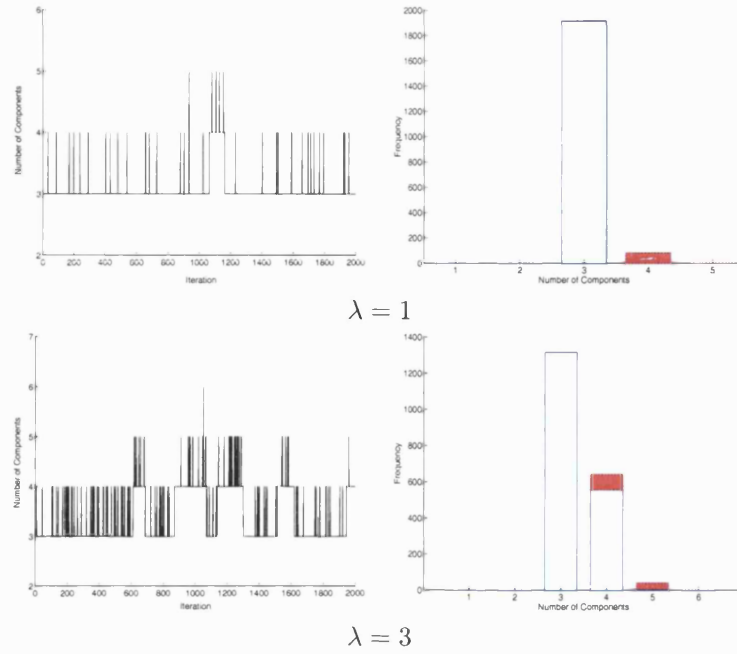 6
5
4
3
2
0 200 400 600 800 1000 1200 1400 1600 1800 2000
Number of Components
Iteration
2000
1800
1600
1400
1200
1000
800
600
400
200
0
1 2 3 4 5
Frequency
Number of Components
λ = 1
7
6
5
4
3
2
0 200 400 600 800 1000 1200 1400 1600 1800 2000
Number of Components
Iteration
1400
1200
1000
800
600
400
200
0
1 2 3 4 5 6
Frequency
Number of Components
λ = 3